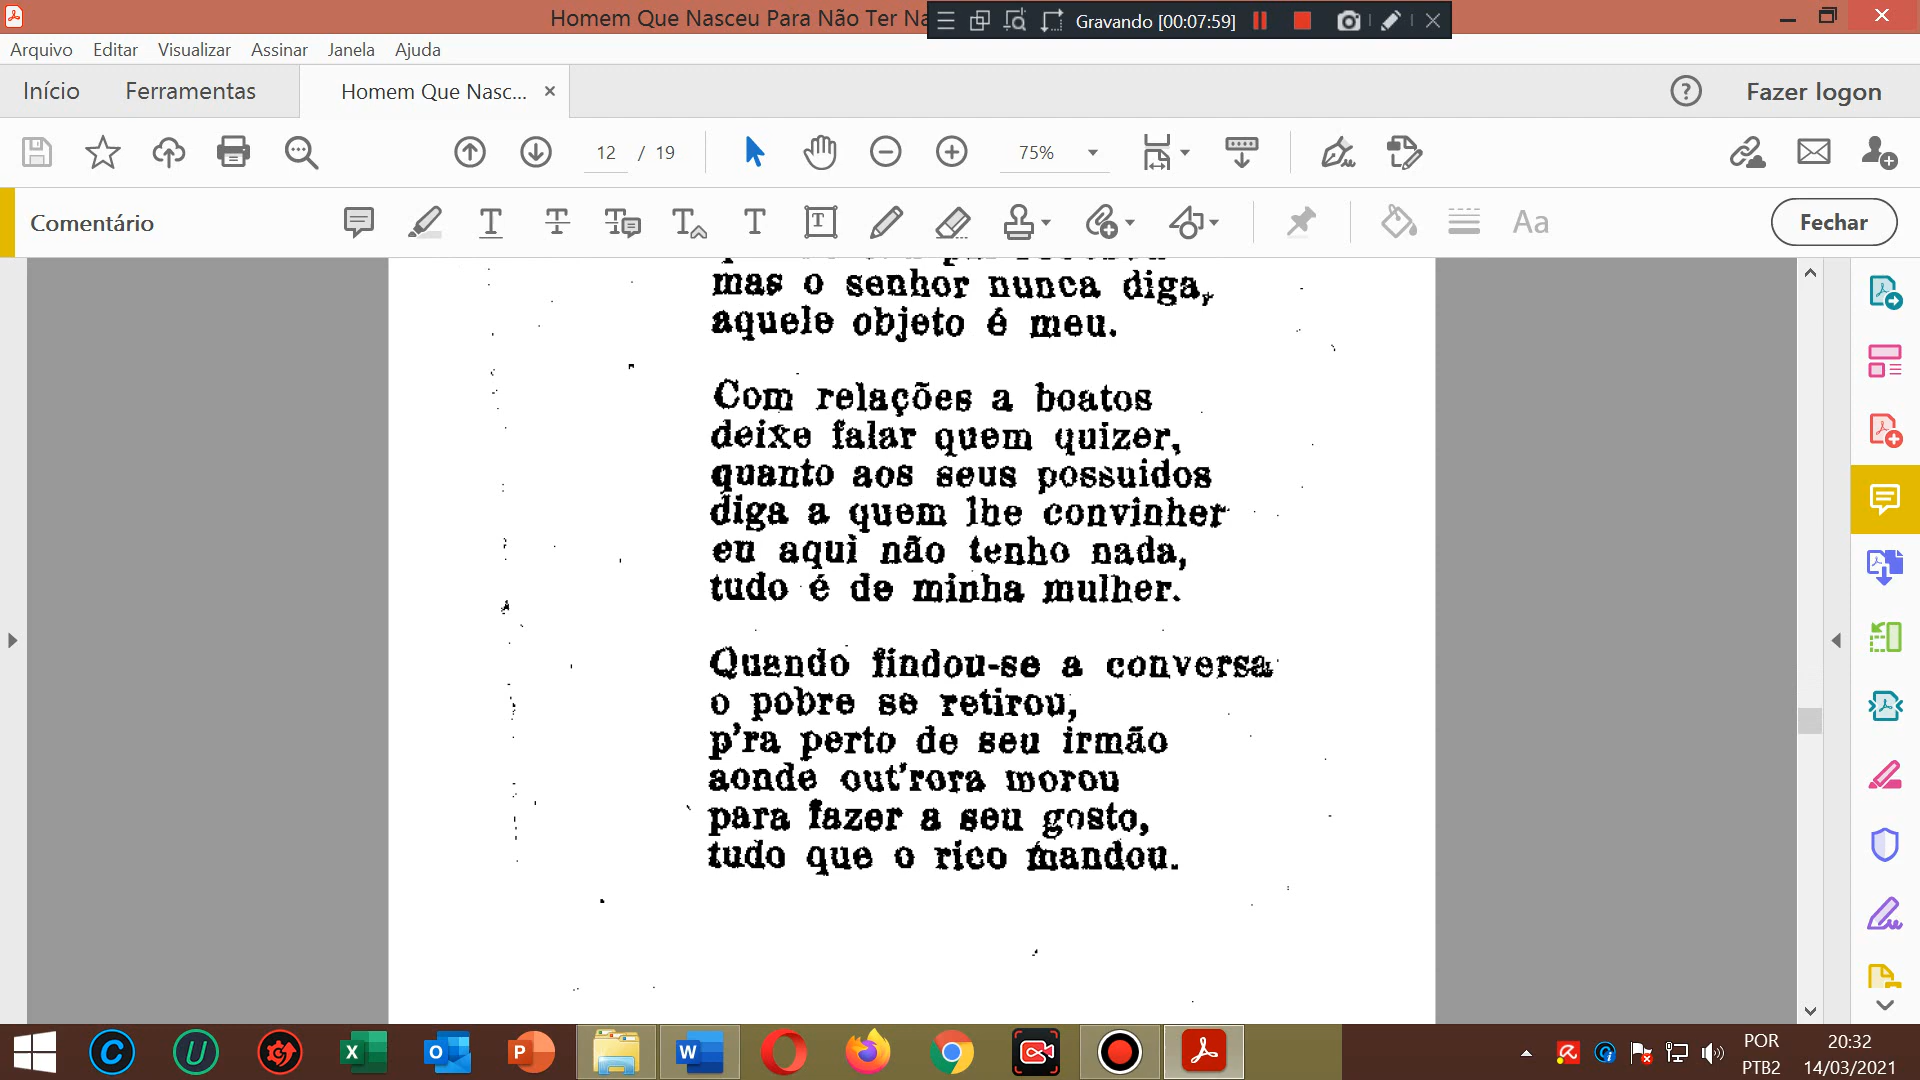 Homem Que Nasceu Para Não Ter Na
Gravando [00:07:59]
Arquivo Editar Visualizar Assinar Janela Ajuda
Início Ferramentas Homem Que Nasc... Fazer logon
12 / 19 75%
Comentário Fechar
mas o senhor nunca diga,
aquele objeto é meu.
Com relações a boatos
deixe falar quem quizer,
quanto aos seus possuidos
diga a quem lhe convinher
eu aqui não tenho nada,
tudo é de minha mulher.
Quando findou-se a conversa
o pobre se retirou,
p'ra perto de seu irmão
aonde out'rora morou
para fazer a seu gosto,
tudo que o rico mandou.
POR 20:32
PTB2 14/03/2021